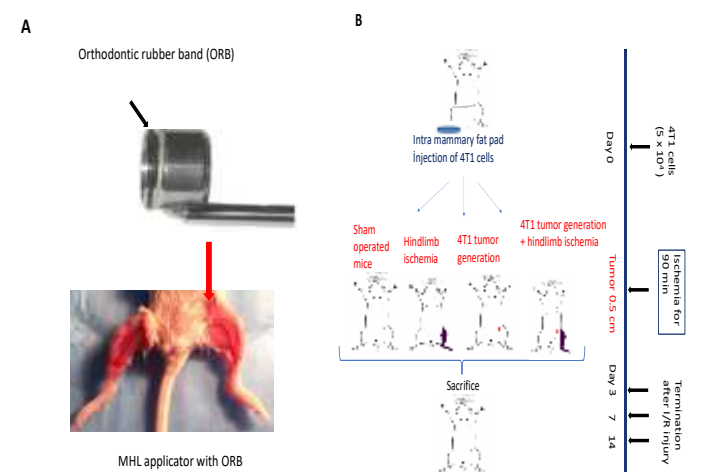 A
Orthodontic rubber band (ORB)
MHL applicator with ORB
B
Intra mammary fat pad
İnjection of 4T1 cells
Sham
operated
mice
Hindlimb
ischemia
4T1 tumor
generation
4T1 tumor generation
+ hindlimb ischemia
Sacrifice
Day 0
4T1 cells
(5 x 10⁴ )
Tumor 0.5 cm
Ischemia for
90 min
Day 3
7
14
Termination
after I/R injury